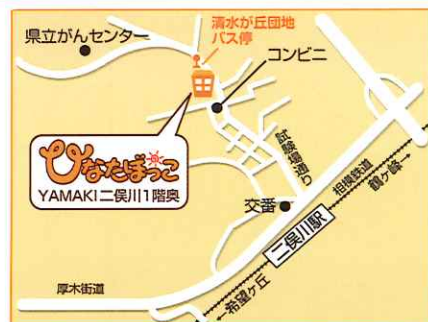 清水が丘団地
バス停
県立がんセンター
コンビニ
ひなたぼっこ
YAMAKI二俣川1階奥
試験場通り
相模鉄道
鶴ヶ峰
交番
二俣川駅
厚木街道
希望ヶ丘